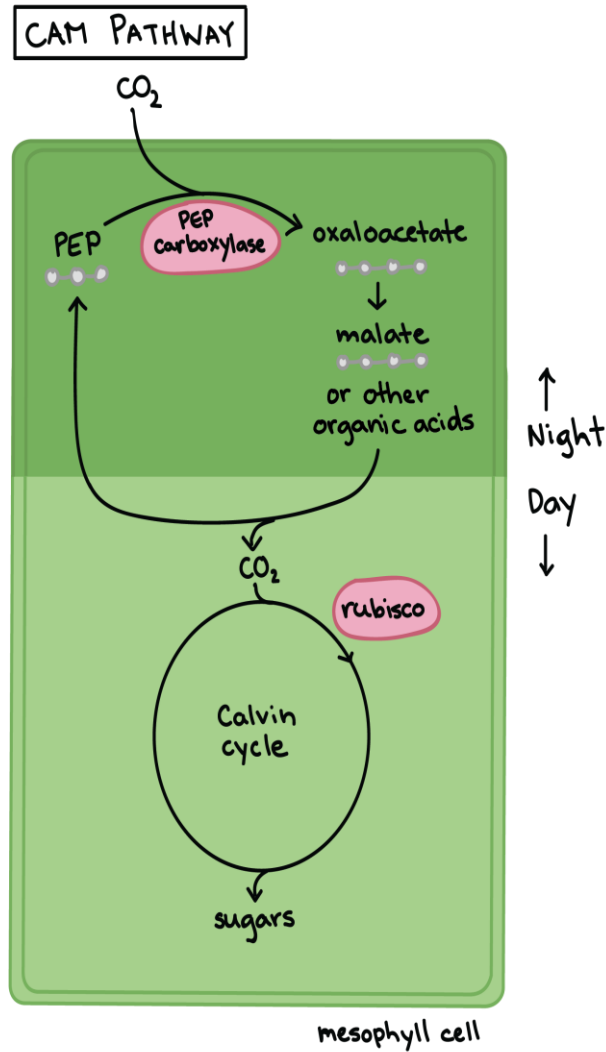 CAM PATHWAY
CO₂
PEP
carboxylase
PEP
oxaloacetate
malate
or other
organic acids
Night
Day
CO₂
rubisco
Calvin
cycle
sugars
mesophyll cell